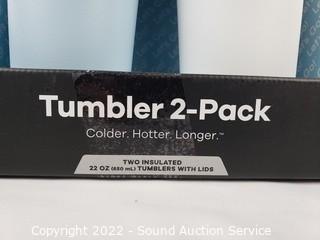 Tumbler 2-Pack
Colder. Hotter. Longer.™
TWO INSULATED
22 OZ (650 mL) TUMBLERS WITH LIDS
Copyright 2022 - Sound Auction Service